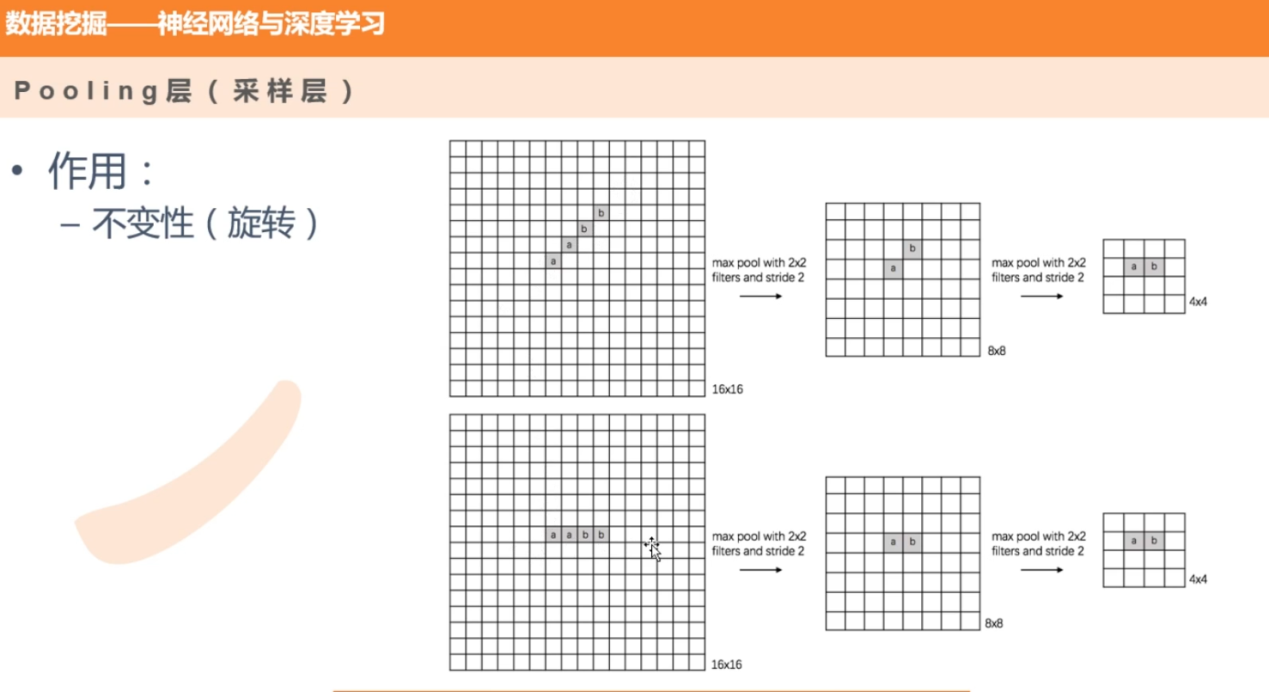 数据挖掘——神经网络与深度学习
Pooling层（采样层）
• 作用：
– 不变性（旋转）
b
b
a
a
max pool with 2x2
filters and stride 2
16x16
b
a
max pool with 2x2
filters and stride 2
8x8
a b
4x4
a a b b
max pool with 2x2
filters and stride 2
16x16
a b
max pool with 2x2
filters and stride 2
8x8
a b
4x4